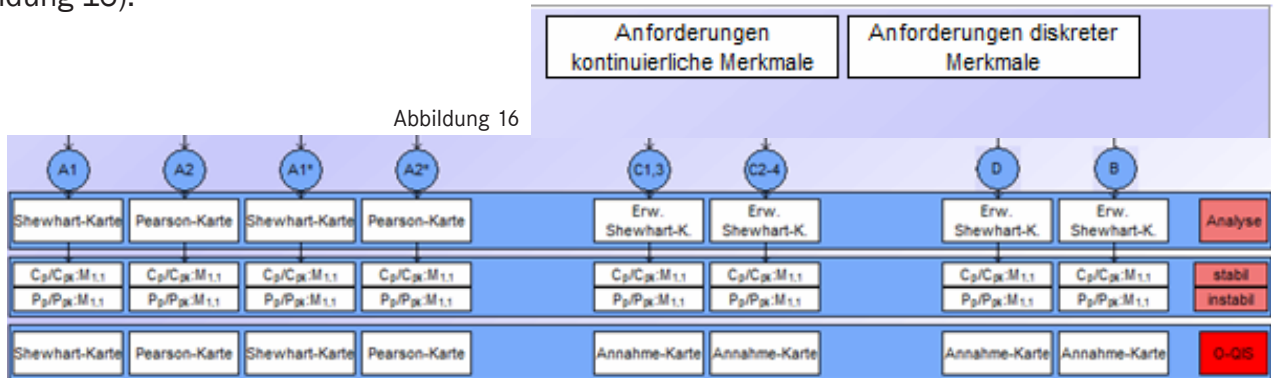 dung 16).
Anforderungen
kontinuierliche Merkmale
Anforderungen diskreter
Merkmale
Abbildung 16
A1 A2 A1* A2* C1,3 C2-4 D B
Shewhart-Karte Pearson-Karte Shewhart-Karte Pearson-Karte Erw. Shewhart-K. Erw. Shewhart-K. Erw. Shewhart-K. Erw. Shewhart-K. Analyse
Cp/Cpk:M1,1 Cp/Cpk:M1,1 Cp/Cpk:M1,1 Cp/Cpk:M1,1 Cp/Cpk:M1,1 Cp/Cpk:M1,1 Cp/Cpk:M1,1 Cp/Cpk:M1,1 stabil
Pp/Ppk:M1,1 Pp/Ppk:M1,1 Pp/Ppk:M1,1 Pp/Ppk:M1,1 Pp/Ppk:M1,1 Pp/Ppk:M1,1 Pp/Ppk:M1,1 Pp/Ppk:M1,1 instabil
Shewhart-Karte Pearson-Karte Shewhart-Karte Pearson-Karte Annahme-Karte Annahme-Karte Annahme-Karte Annahme-Karte O-QIS